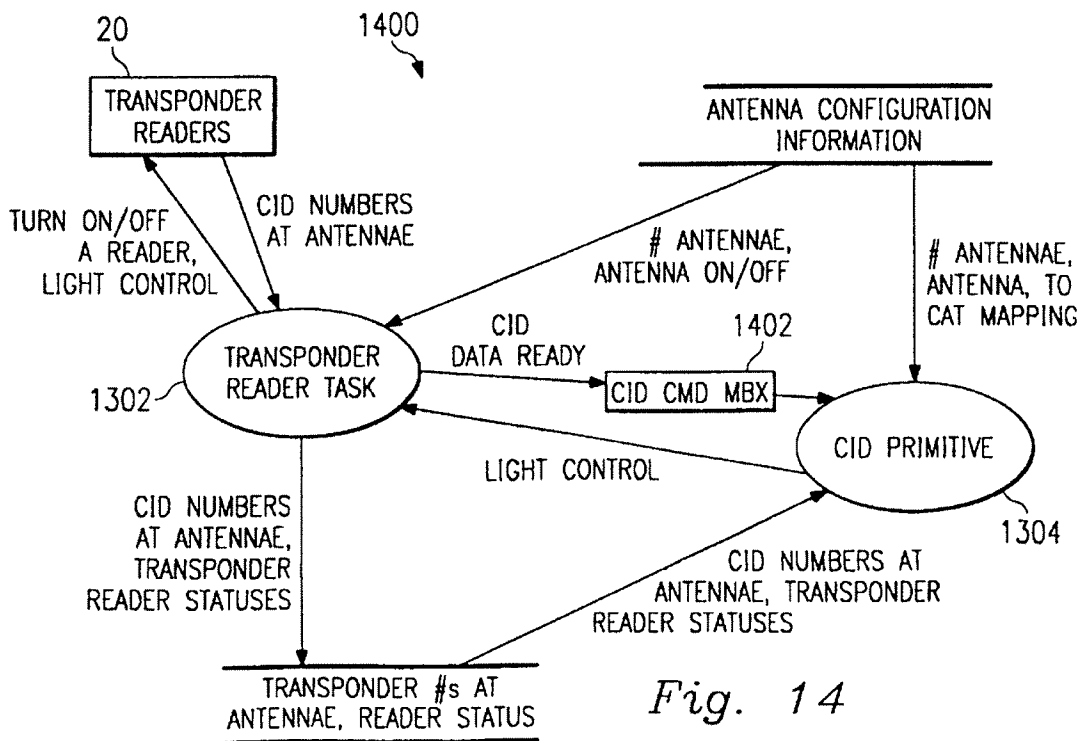 20
1400
TRANSPONDER
READERS
ANTENNA CONFIGURATION
INFORMATION
TURN ON/OFF
A READER,
LIGHT CONTROL
CID NUMBERS
AT ANTENNAE
# ANTENNAE,
ANTENNA ON/OFF
# ANTENNAE,
ANTENNA, TO
CAT MAPPING
TRANSPONDER
READER TASK
1302
CID
DATA READY
1402
CID CMD MBX
CID PRIMITIVE
1304
LIGHT CONTROL
CID NUMBERS
AT ANTENNAE,
TRANSPONDER
READER STATUSES
CID NUMBERS AT
ANTENNAE, TRANSPONDER
READER STATUSES
TRANSPONDER #s AT
ANTENNAE, READER STATUS
Fig. 14